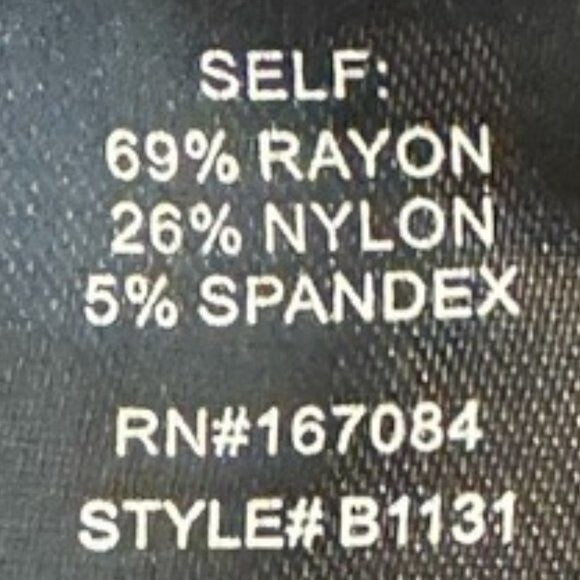 SELF:
69% RAYON
26% NYLON
5% SPANDEX
RN#167084
STYLE# B1131